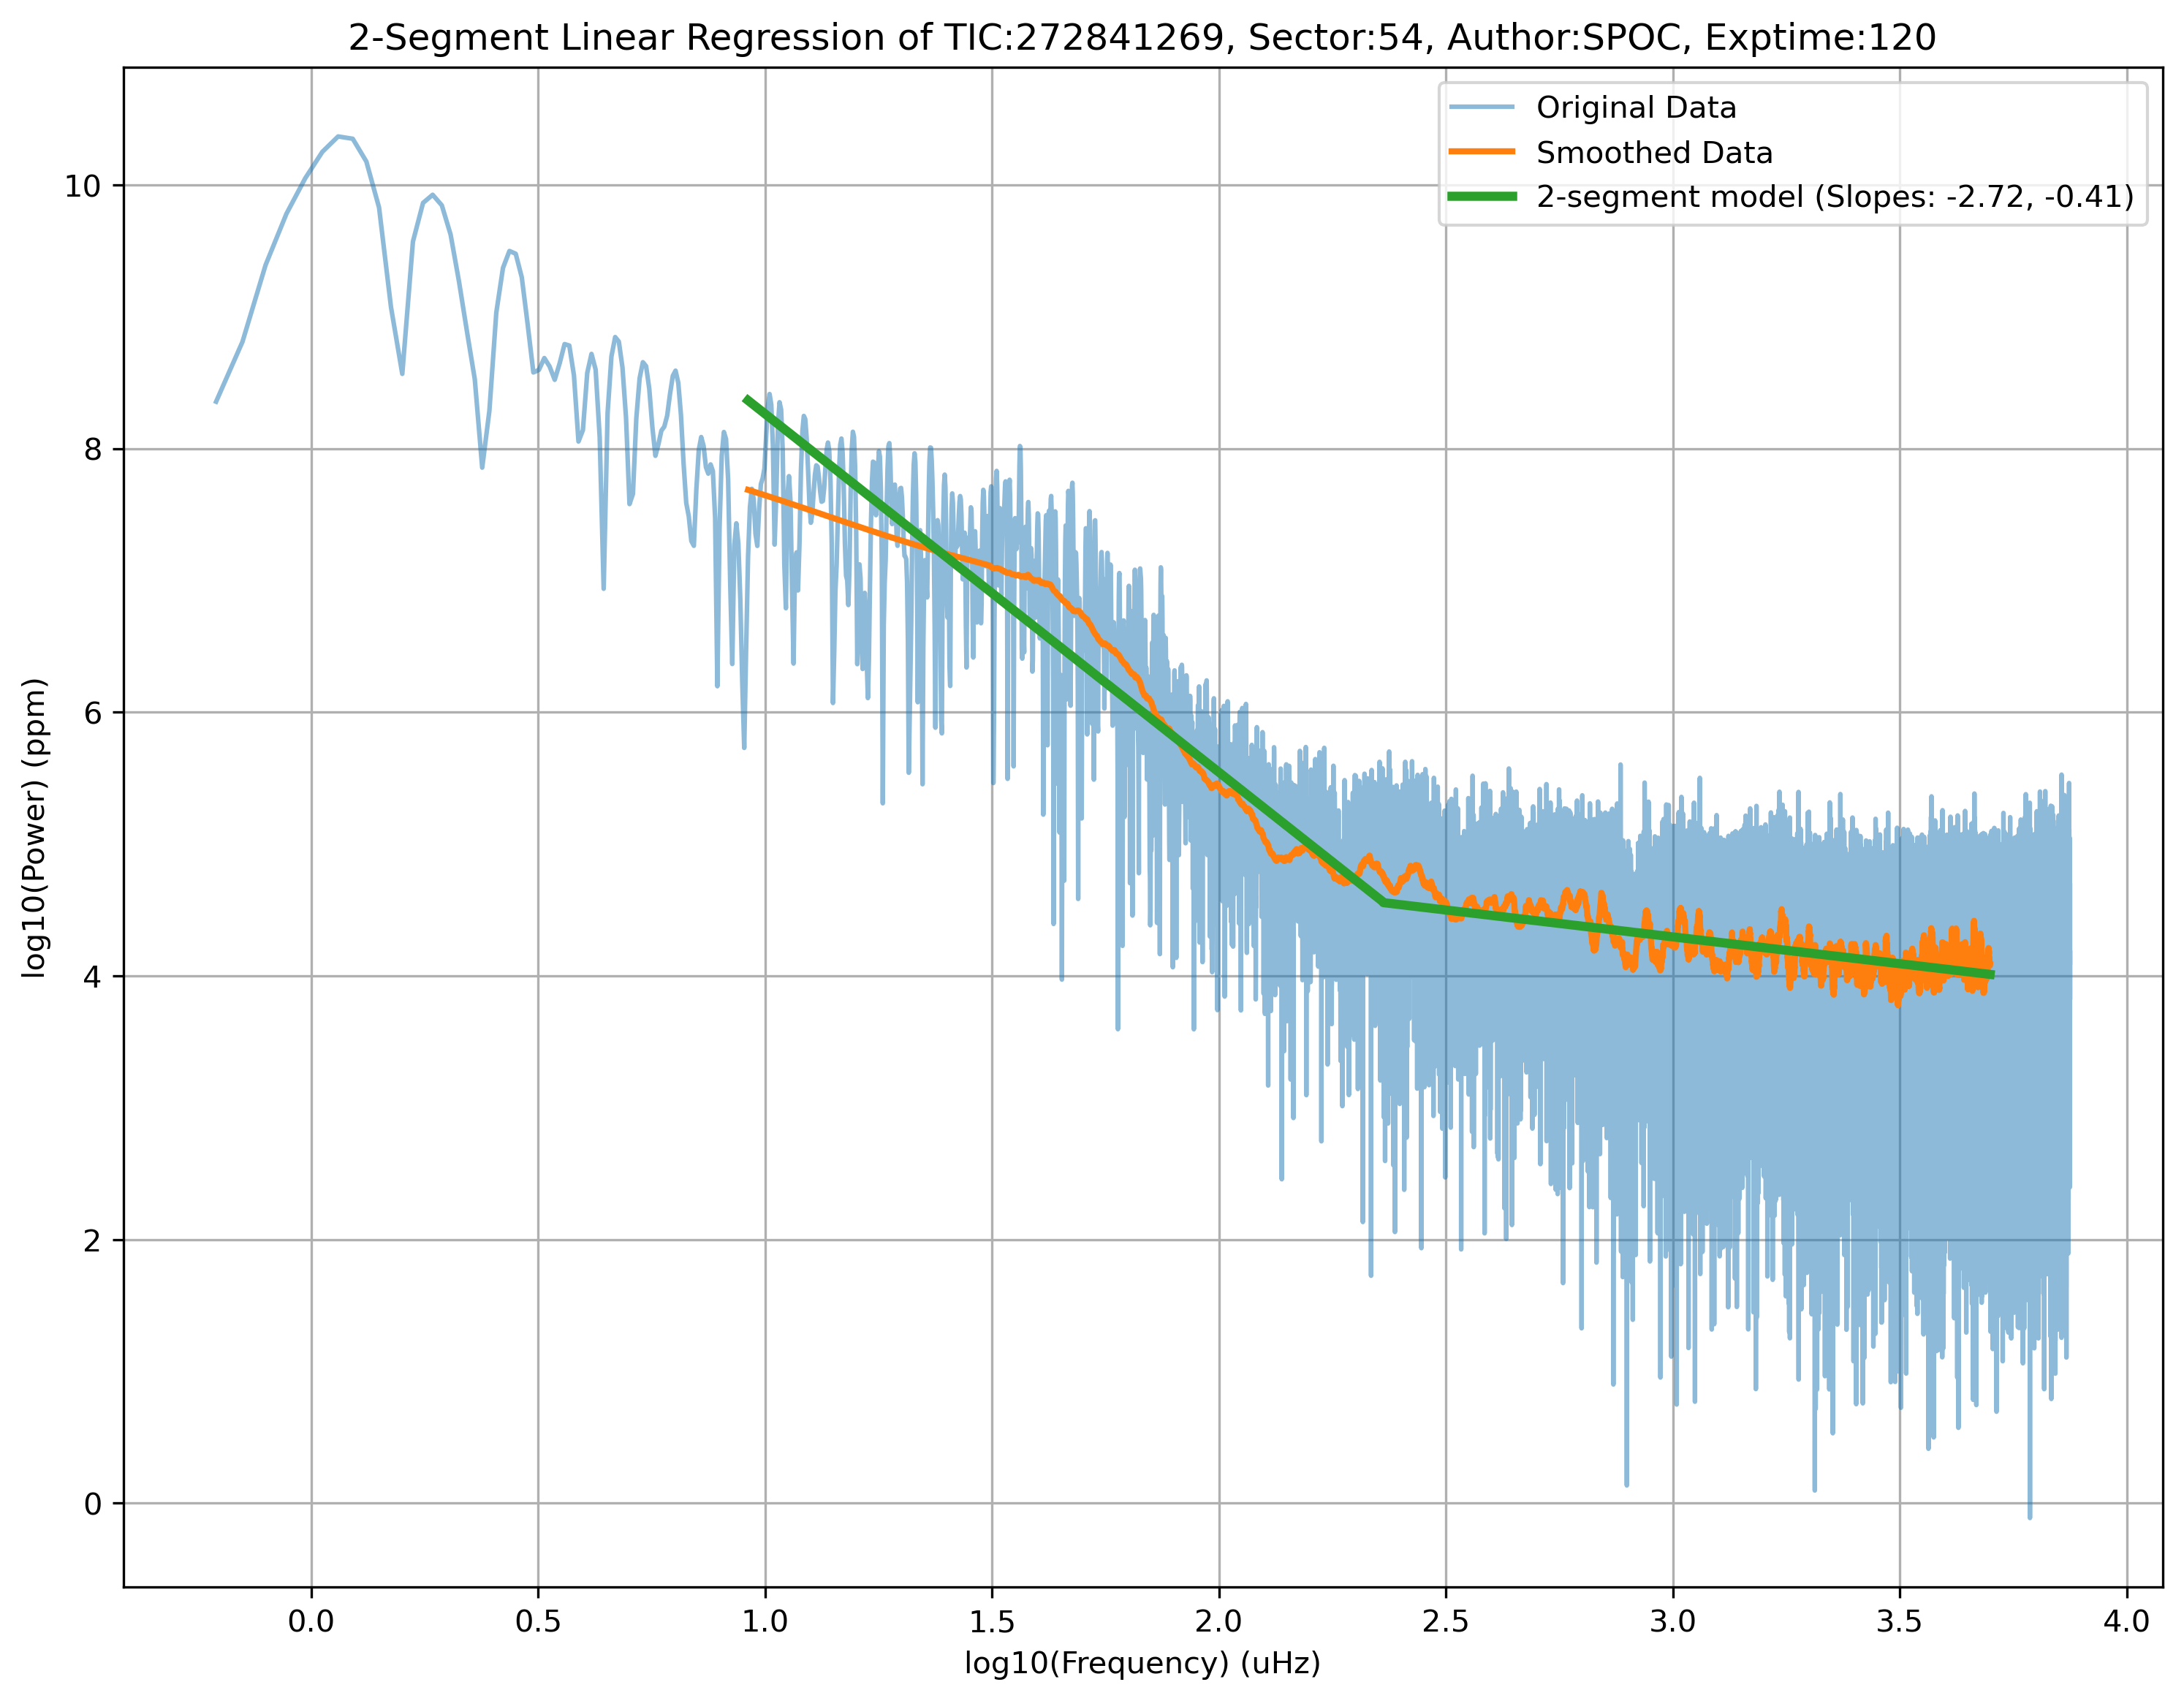 2-Segment Linear Regression of TIC:272841269, Sector:54, Author:SPOC, Exptime:120
Original Data
Smoothed Data
2-segment model (Slopes: -2.72, -0.41)
log10(Power) (ppm)
10
8
6
4
2
0
0.0 0.5 1.0 1.5 2.0 2.5 3.0 3.5 4.0
log10(Frequency) (uHz)